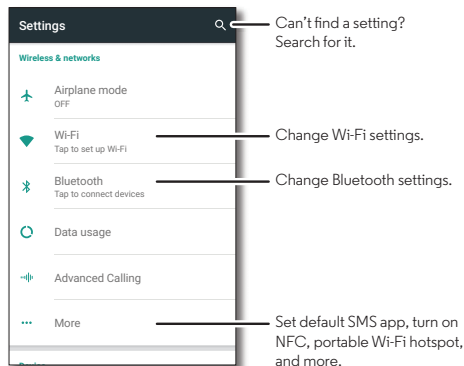 Settings
Can't find a setting?
Search for it.
Wireless & networks
Airplane mode
OFF
Wi-Fi
Tap to set up Wi-Fi
Change Wi-Fi settings.
Bluetooth
Tap to connect devices
Change Bluetooth settings.
Data usage
Advanced Calling
More
Set default SMS app, turn on
NFC, portable Wi-Fi hotspot,
and more.